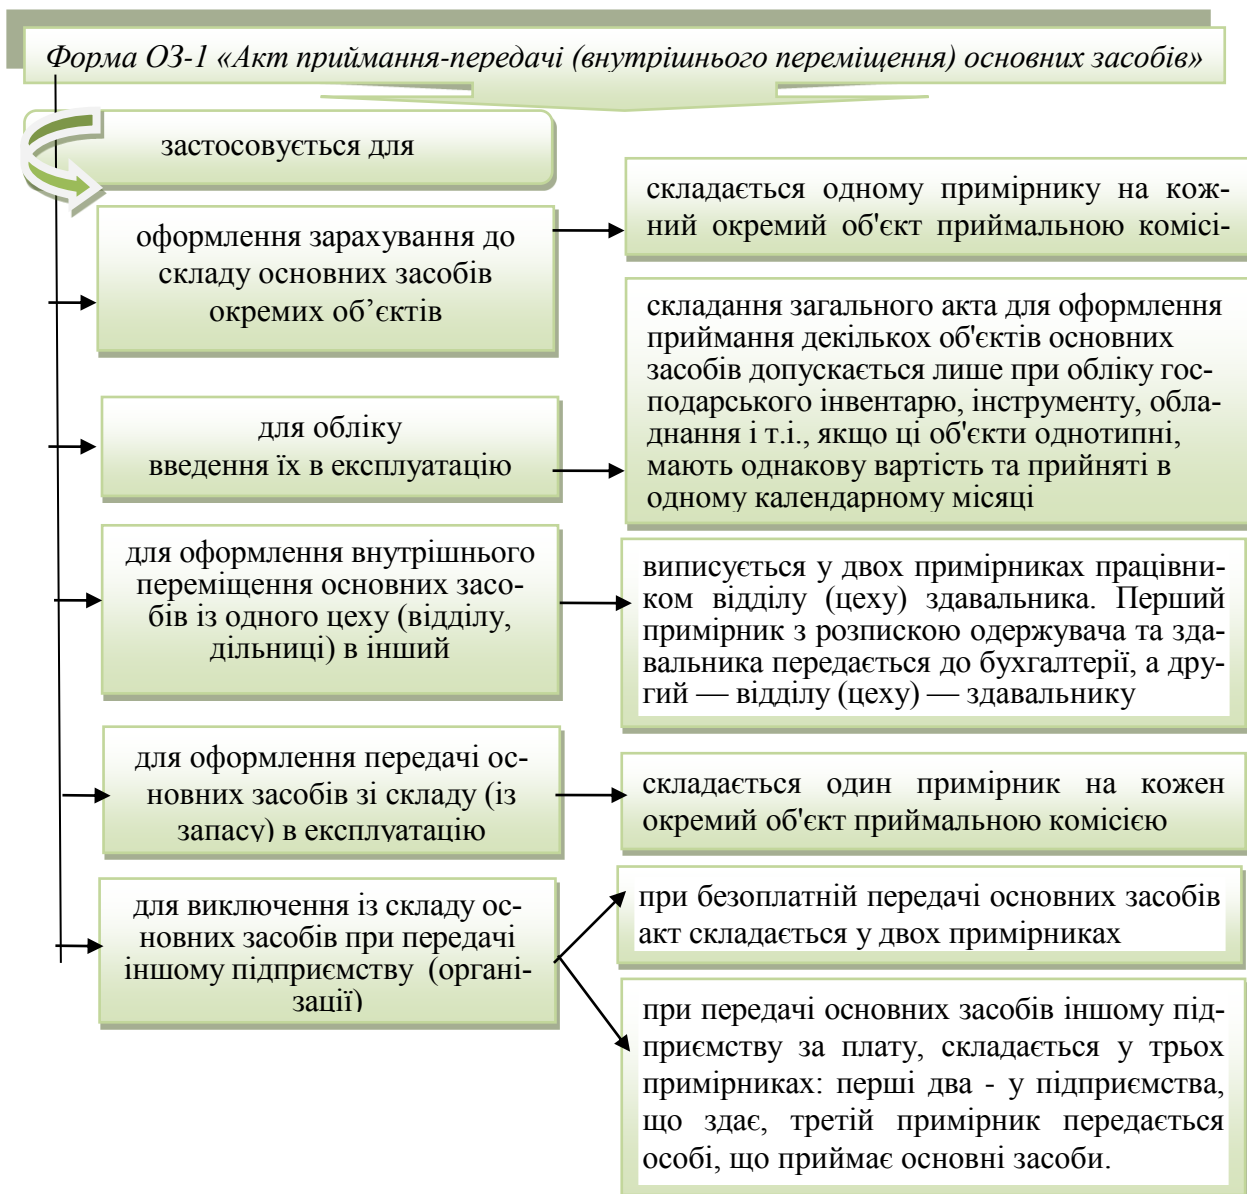 Форма ОЗ-1 «Акт приймання-передачі (внутрішнього переміщення) основних засобів»
застосовується для
оформлення зарахування до
складу основних засобів
окремих об’єктів
складається одному примірнику на кож-
ний окремий об'єкт приймальною комісі-
для обліку
введення їх в експлуатацію
складання загального акта для оформлення
приймання декількох об'єктів основних
засобів допускається лише при обліку гос-
подарського інвентарю, інструменту, обла-
днання і т.і., якщо ці об'єкти однотипні,
мають однакову вартість та прийняті в
одному календарному місяці
для оформлення внутрішнього
переміщення основних засо-
бів із одного цеху (відділу,
дільниці) в інший
виписується у двох примірниках працівни-
ком відділу (цеху) здавальника. Перший
примірник з розпискою одержувача та зда-
вальника передається до бухгалтерії, а дру-
гий — відділу (цеху) — здавальнику
для оформлення передачі ос-
новних засобів зі складу (із
запасу) в експлуатацію
складається один примірник на кожен
окремий об'єкт приймальною комісією
для виключення із складу ос-
новних засобів при передачі
іншому підприємству (органі-
зації)
при безоплатній передачі основних засобів
акт складається у двох примірниках
при передачі основних засобів іншому під-
приємству за плату, складається у трьох
примірниках: перші два - у підприємства,
що здає, третій примірник передається
особі, що приймає основні засоби.